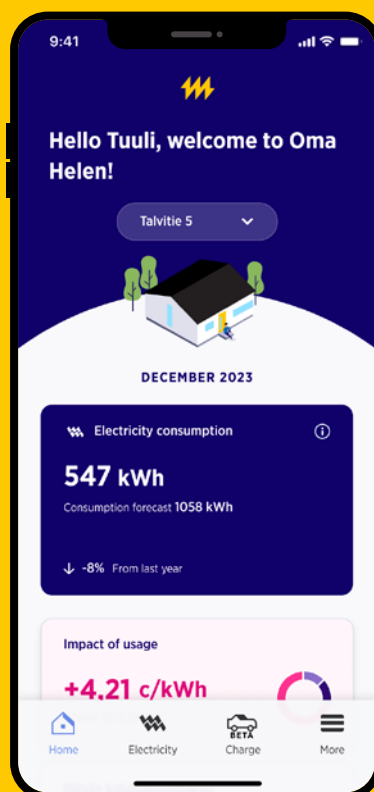 9:41
Hello Tuuli, welcome to Oma
Helen!
Talvitie 5
DECEMBER 2023
Electricity consumption
547 kWh
Consumption forecast 1058 kWh
-8% From last year
Impact of usage
+4,21 c/kWh
BETA
Home Electricity Charge More